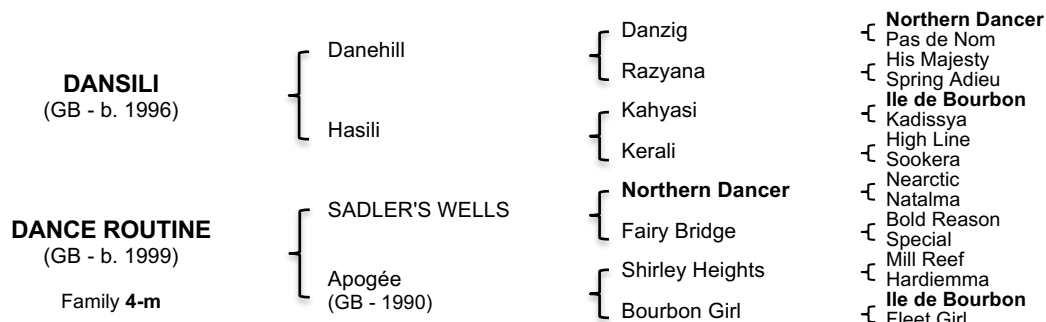 DANSILI
(GB - b. 1996)
DANCE ROUTINE
(GB - b. 1999)
Family 4-m
Danehill
Hasili
SADLER'S WELLS
Apogée
(GB - 1990)
Danzig
Razyana
Kahyasi
Kerali
Northern Dancer
Fairy Bridge
Shirley Heights
Bourbon Girl
Northern Dancer
Pas de Nom
His Majesty
Spring Adieu
Ile de Bourbon
Kadissya
High Line
Sookera
Nearctic
Natalma
Bold Reason
Special
Mill Reef
Hardiemma
Ile de Bourbon
Fleet Girl